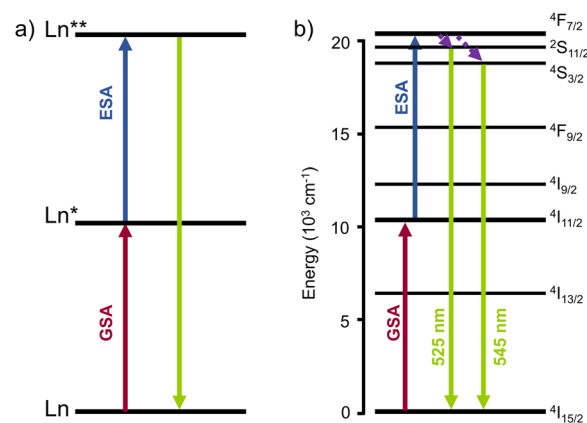 a)
Ln**
ESA
Ln*
GSA
Ln
b)
Energy (10³ cm⁻¹)
20
15
10
5
0
ESA
GSA
525 nm
545 nm
⁴F₇/₂
²S₁₁/₂
⁴S₃/₂
⁴F₉/₂
⁴I₉/₂
⁴I₁₁/₂
⁴I₁₃/₂
⁴I₁₅/₂